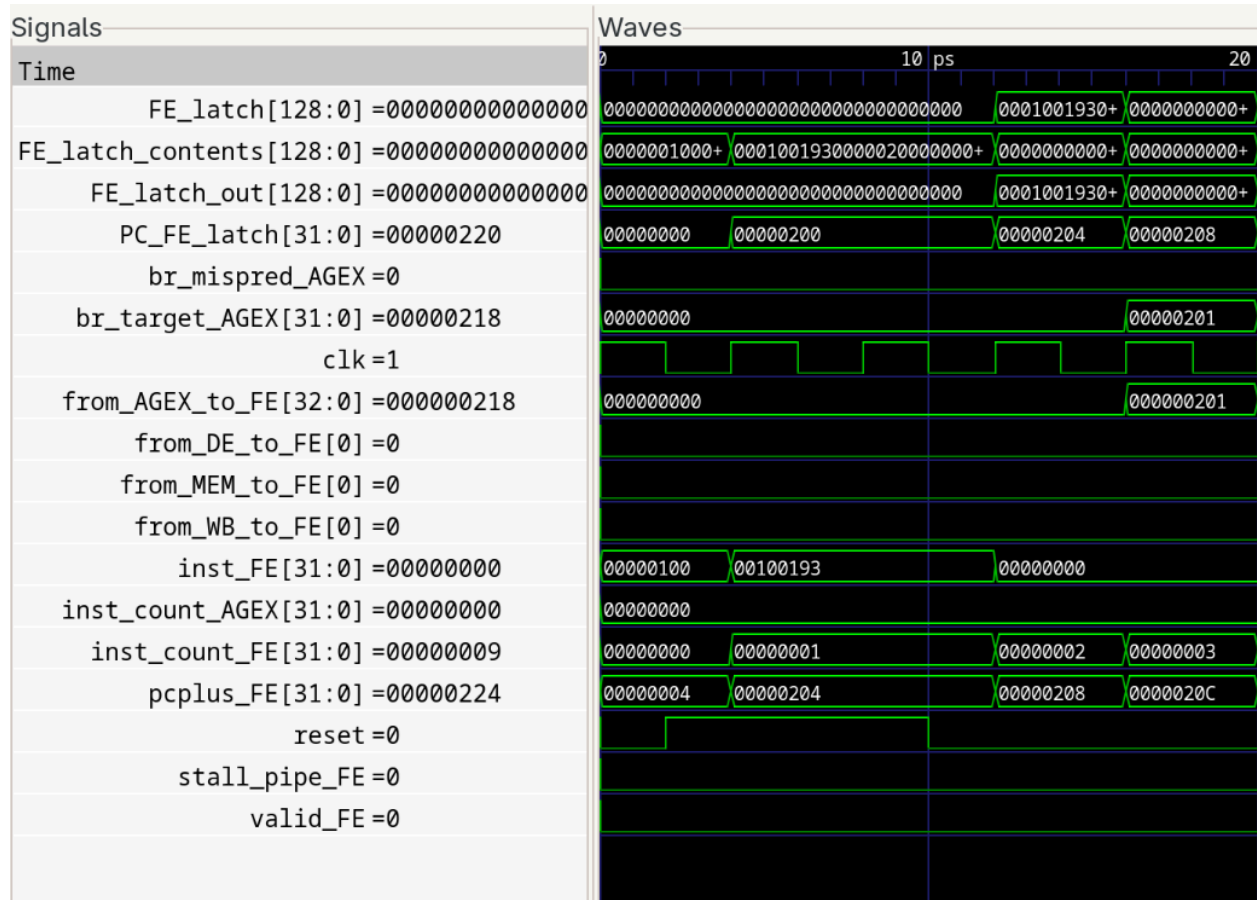 Signals Waves
Time 0 10 ps 20
FE_latch[128:0] =00000000000000 000000000000000000000000000000000 0001001930+ 0000000000+
FE_latch_contents[128:0] =00000000000000 0000001000+ 0001001930000020000000+ 0000000000+ 0000000000+
FE_latch_out[128:0] =00000000000000 000000000000000000000000000000000 0001001930+ 0000000000+
PC_FE_latch[31:0] =00000220 00000000 00000200 00000204 00000208
br_mispred_AGEX =0
br_target_AGEX[31:0] =00000218 00000000 00000201
clk =1
from_AGEX_to_FE[32:0] =000000218 000000000 000000201
from_DE_to_FE[0] =0
from_MEM_to_FE[0] =0
from_WB_to_FE[0] =0
inst_FE[31:0] =00000000 00000100 00100193 00000000
inst_count_AGEX[31:0] =00000000 00000000
inst_count_FE[31:0] =00000009 00000000 00000001 00000002 00000003
pcplus_FE[31:0] =00000224 00000004 00000204 00000208 0000020C
reset =0
stall_pipe_FE =0
valid_FE =0